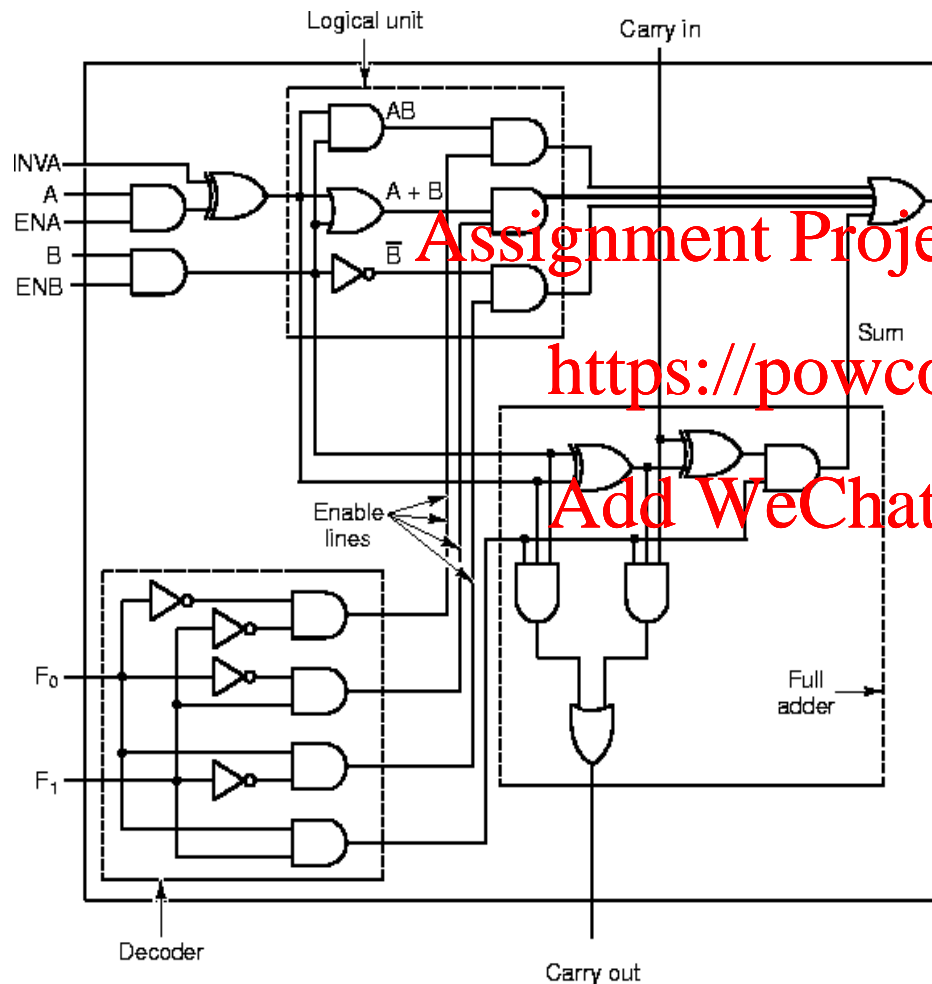 Logical unit
Carry in
AB
INVA
A
A + B
ENA
B
B̅
Assignment Proje
ENB
Sum
https://powco
Add WeChat
Enable
lines
F₀
Full
adder
F₁
Decoder
Carry out